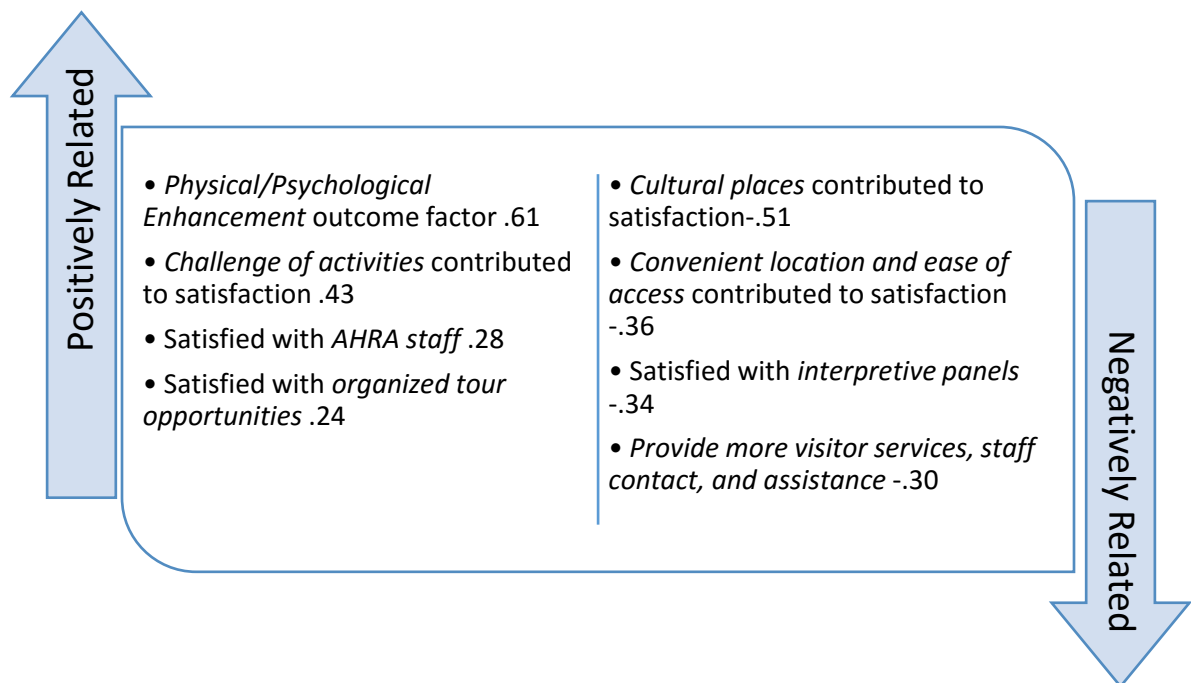 Positively Related
• Physical/Psychological
Enhancement outcome factor .61
• Challenge of activities contributed
to satisfaction .43
• Satisfied with AHRA staff .28
• Satisfied with organized tour
opportunities .24
• Cultural places contributed to
satisfaction-.51
• Convenient location and ease of
access contributed to satisfaction
-.36
• Satisfied with interpretive panels
-.34
• Provide more visitor services, staff
contact, and assistance -.30
Negatively Related